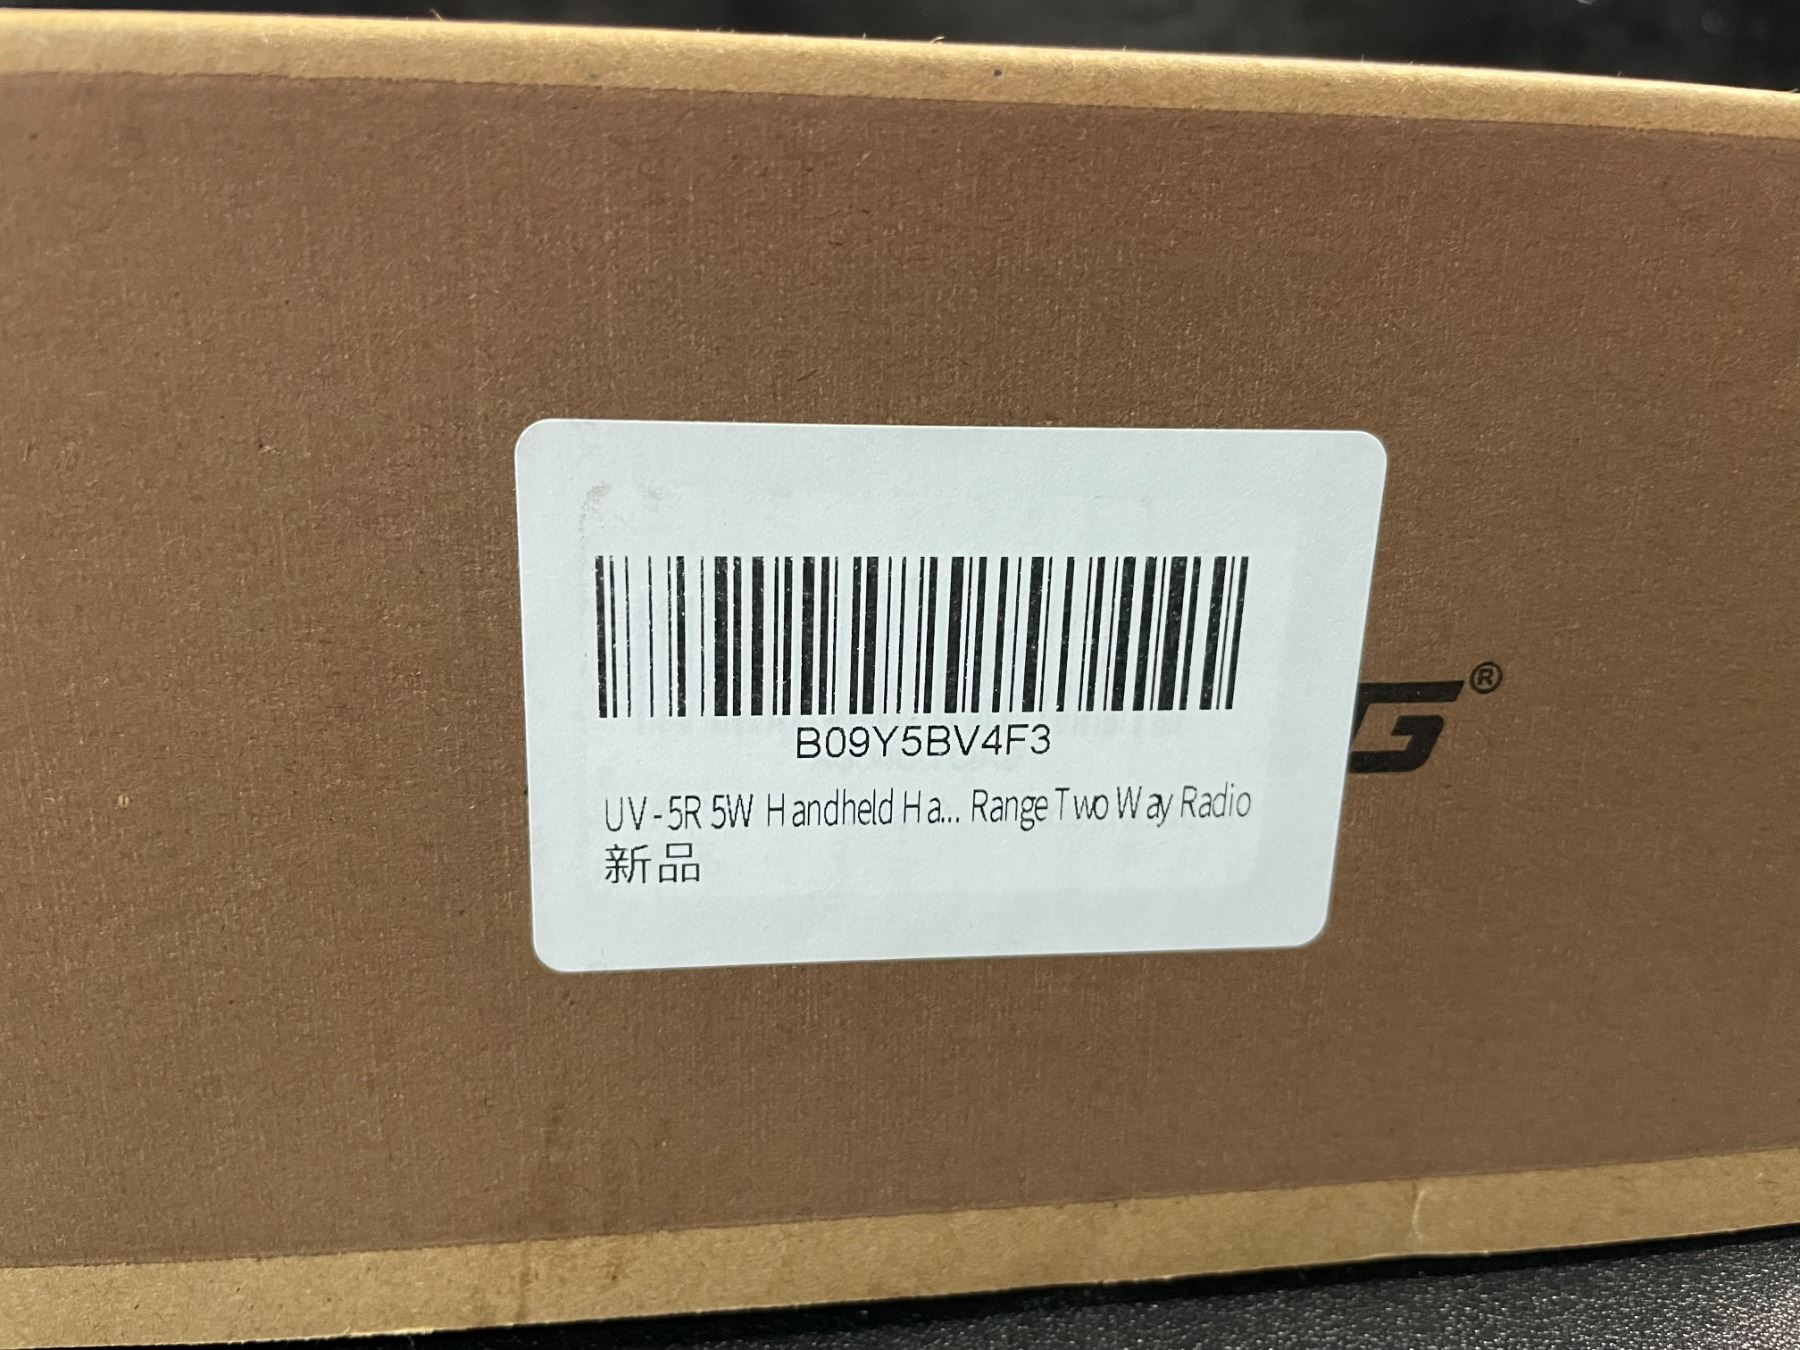 B09Y5BV4F3
UV-5R 5W Handheld Ha... Range Two Way Radio
新品
G®